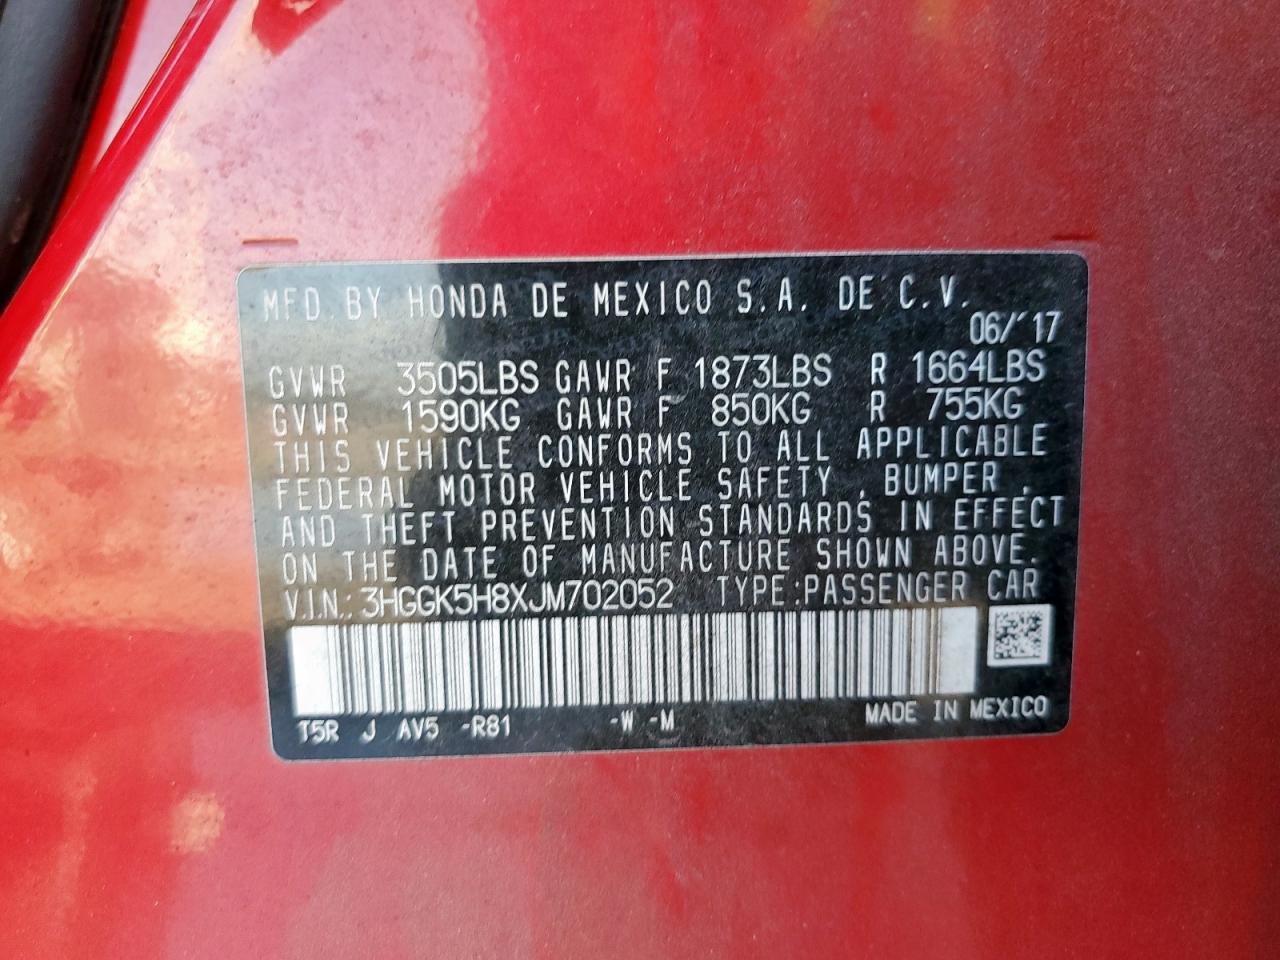 MFD. BY HONDA DE MEXICO S.A. DE C.V.
06/'17
GVWR 3505LBS GAWR F 1873LBS R 1664LBS
GVWR 1590KG GAWR F 850KG R 755KG
THIS VEHICLE CONFORMS TO ALL APPLICABLE
FEDERAL MOTOR VEHICLE SAFETY , BUMPER ,
AND THEFT PREVENTION STANDARDS IN EFFECT
ON THE DATE OF MANUFACTURE SHOWN ABOVE.
V.I.N.: 3HGGK5H8XJM702052 TYPE:PASSENGER CAR
T5R J AV5 -R81 -W -M MADE IN MEXICO